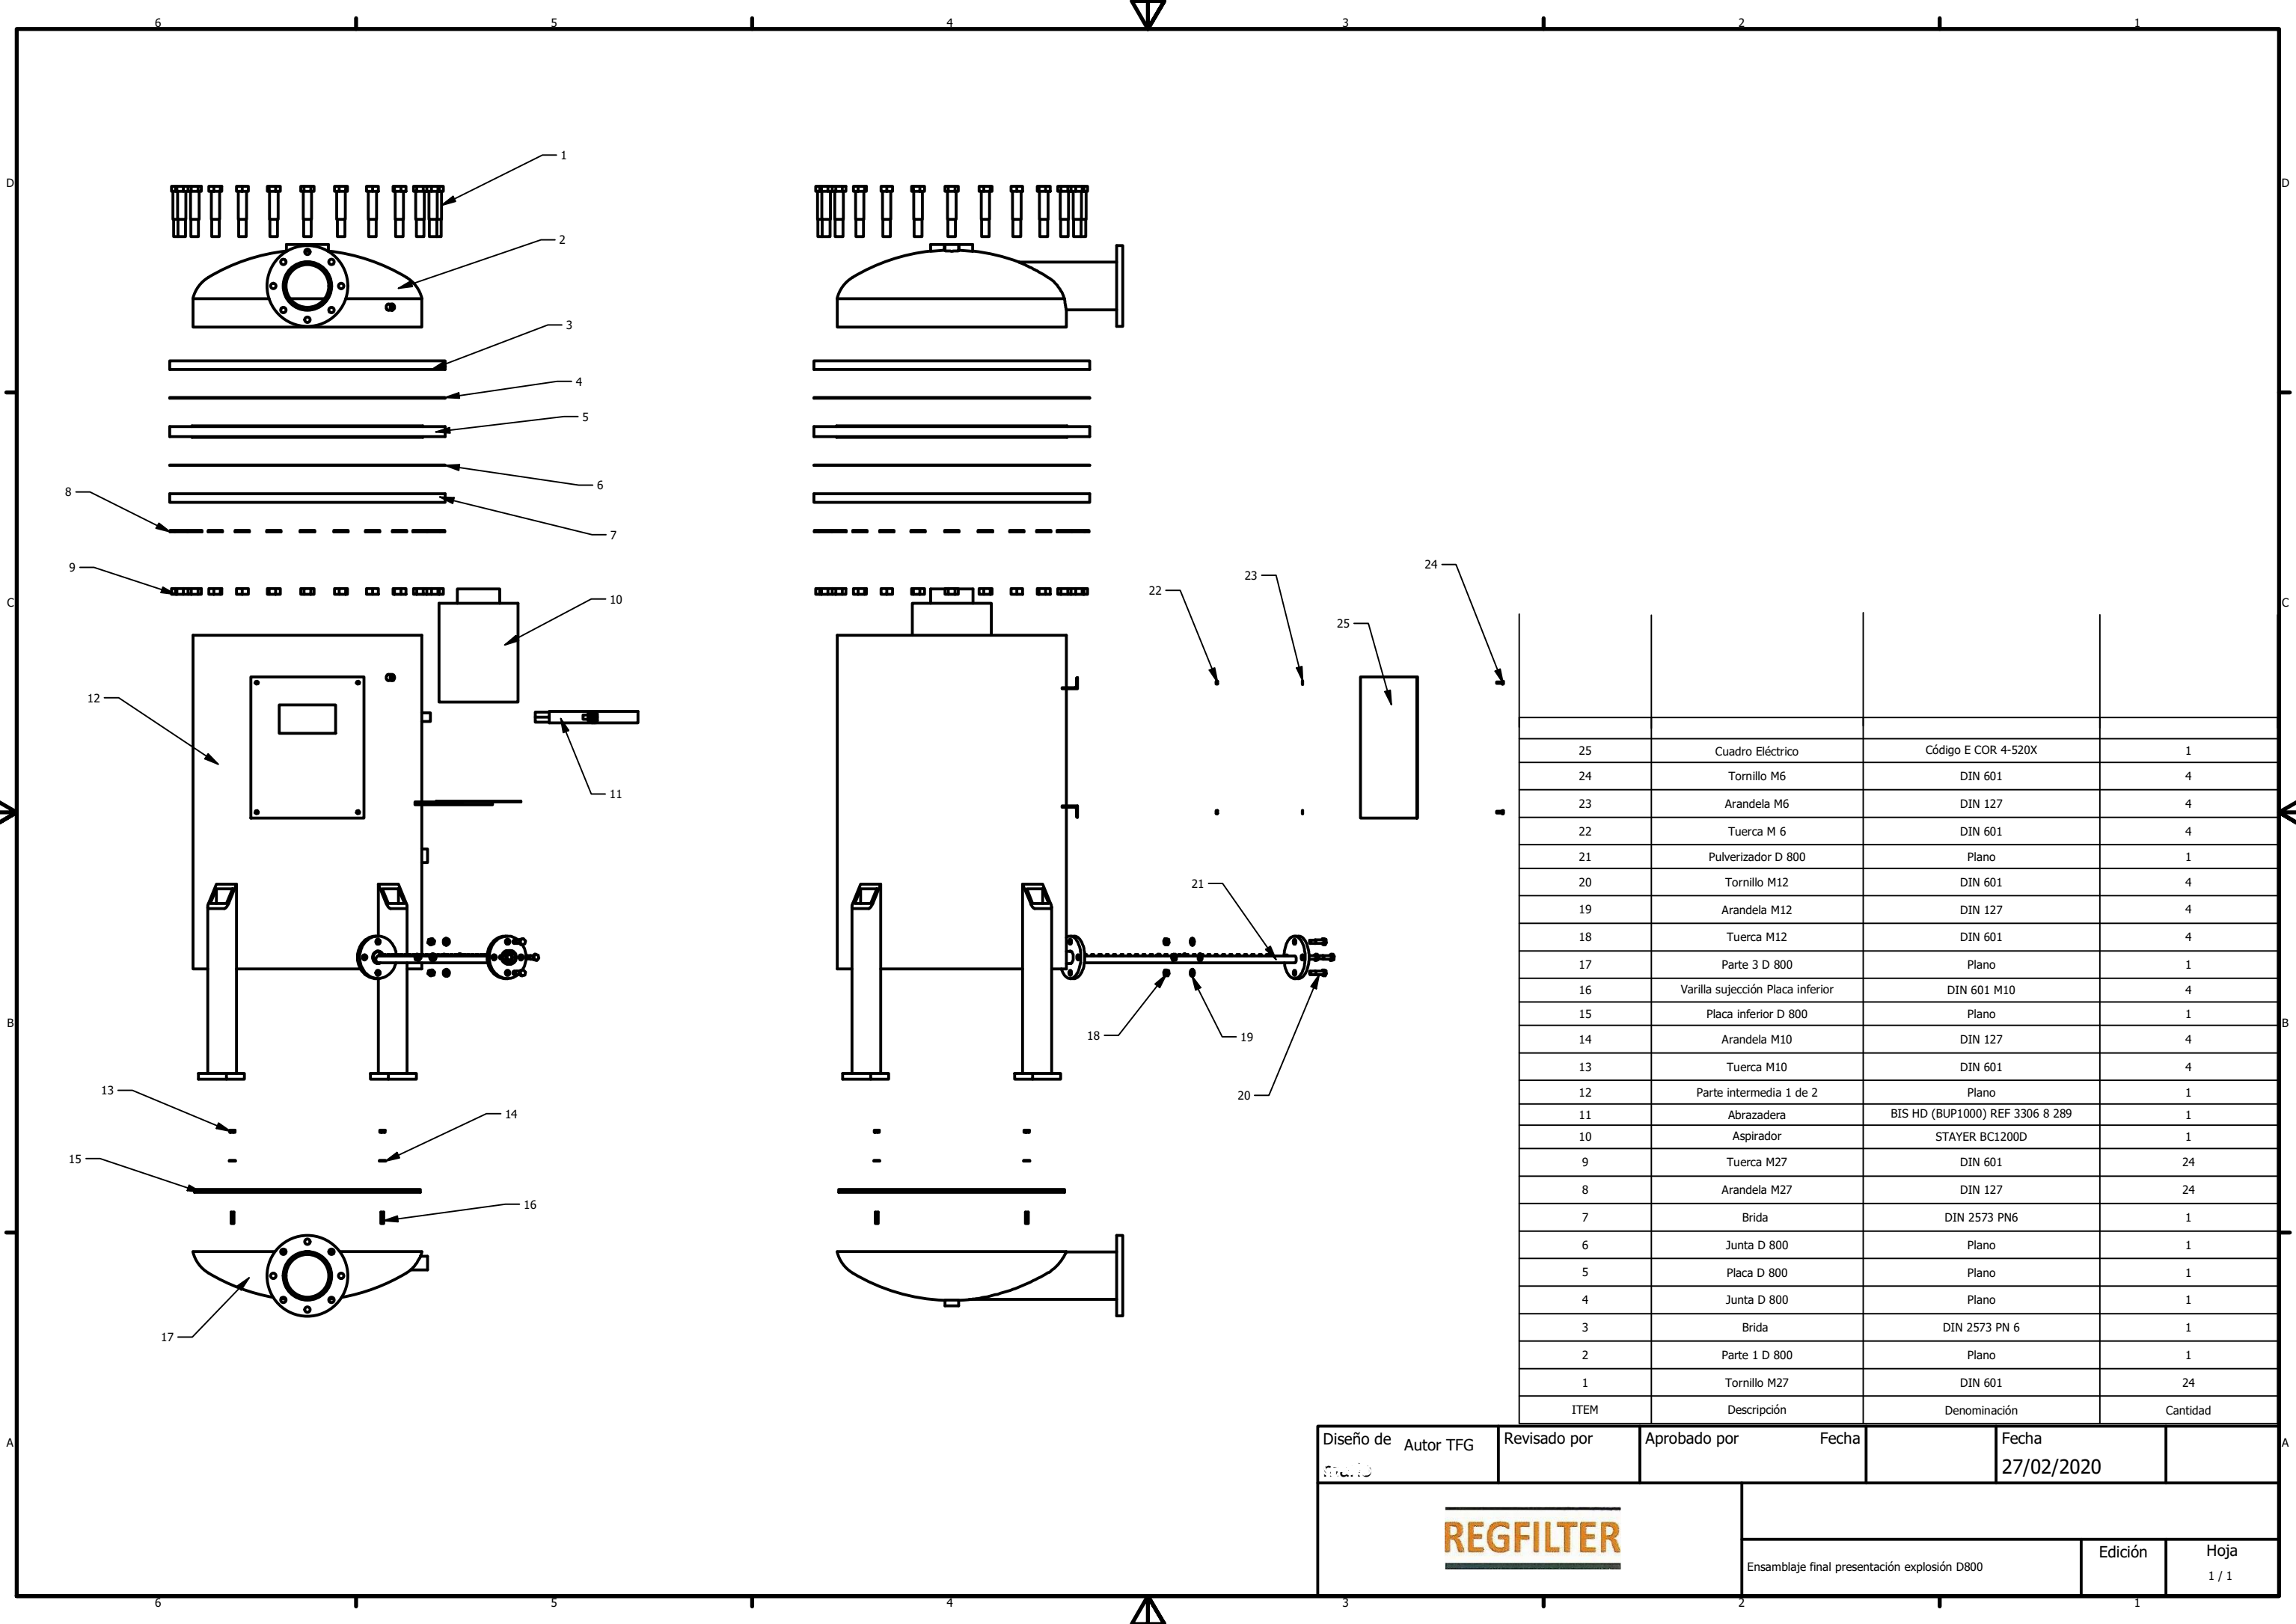 6 5 4 3 2 1
D D
C C
B B
A A
1
2
3
4
5
6
7
8
9
10
11
12
13
14
15
16
17
18
19
20
21
22
23
24
25
25 Cuadro Eléctrico Código E COR 4-520X 1
24 Tornillo M6 DIN 601 4
23 Arandela M6 DIN 127 4
22 Tuerca M 6 DIN 601 4
21 Pulverizador D 800 Plano 1
20 Tornillo M12 DIN 601 4
19 Arandela M12 DIN 127 4
18 Tuerca M12 DIN 601 4
17 Parte 3 D 800 Plano 1
16 Varilla sujección Placa inferior DIN 601 M10 4
15 Placa inferior D 800 Plano 1
14 Arandela M10 DIN 127 4
13 Tuerca M10 DIN 601 4
12 Parte intermedia 1 de 2 Plano 1
11 Abrazadera BIS HD (BUP1000) REF 3306 8 289 1
10 Aspirador STAYER BC1200D 1
9 Tuerca M27 DIN 601 24
8 Arandela M27 DIN 127 24
7 Brida DIN 2573 PN6 1
6 Junta D 800 Plano 1
5 Placa D 800 Plano 1
4 Junta D 800 Plano 1
3 Brida DIN 2573 PN 6 1
2 Parte 1 D 800 Plano 1
1 Tornillo M27 DIN 601 24
ITEM Descripción Denominación Cantidad
Diseño de Autor TFG Revisado por Aprobado por Fecha Fecha
27/02/2020
REGFILTER
Ensamblaje final presentación explosión D800
Edición Hoja
1 / 1
6 5 4 3 2 1